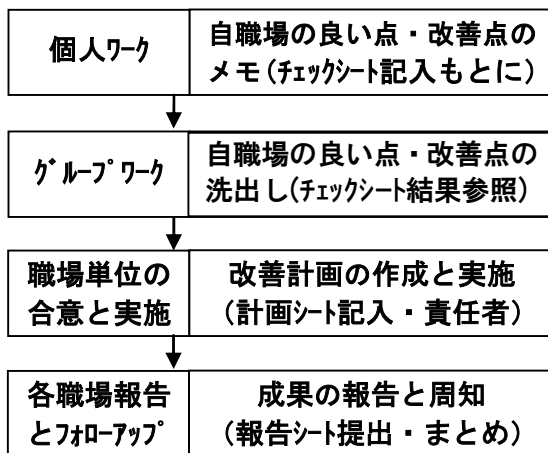 個人ﾜｰｸ
自職場の良い点・改善点の
メモ(ﾁｪｯｸｼｰﾄ記入もとに)
ｸﾞﾙｰﾌﾟﾜｰｸ
自職場の良い点・改善点の
洗出し(ﾁｪｯｸｼｰﾄ結果参照)
職場単位の
合意と実施
改善計画の作成と実施
(計画ｼｰﾄ記入・責任者)
各職場報告
とﾌｫﾛｰｱｯﾌﾟ
成果の報告と周知
(報告ｼｰﾄ提出・まとめ)